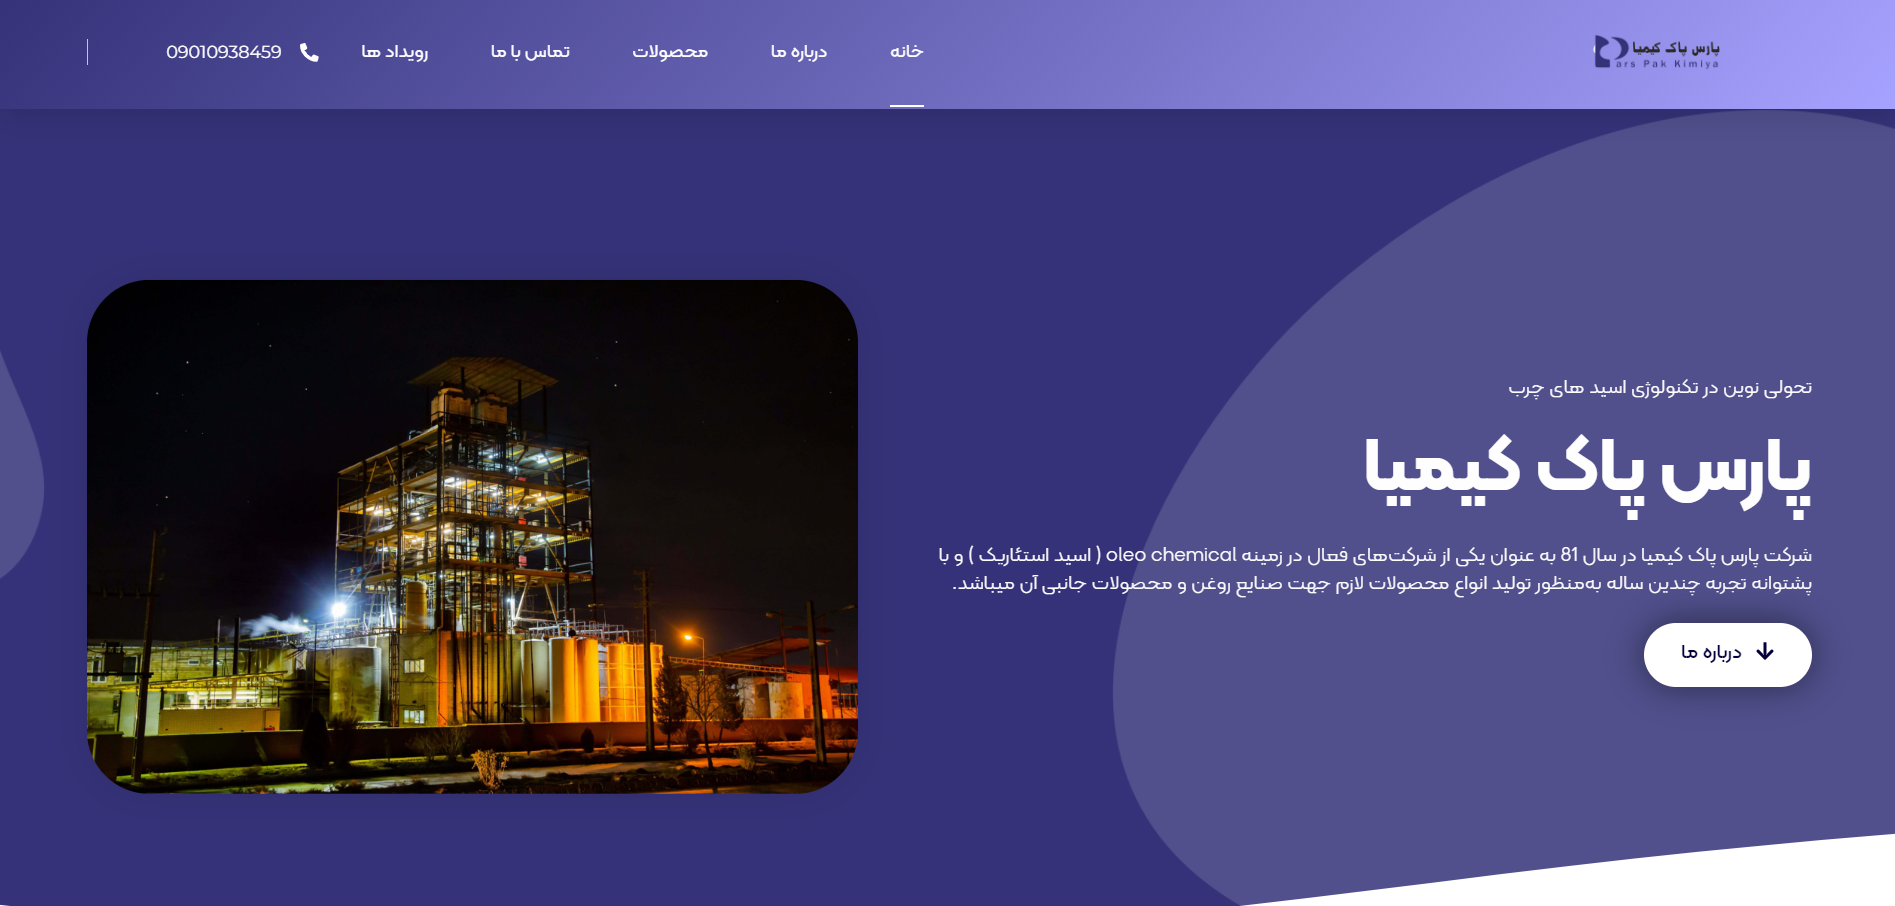 پارس پاک کیمیا
ars Pak Kimiya
خانه
درباره ما
محصولات
تماس با ما
رویداد ها
09010938459
تحولی نوین در تکنولوژی اسید های چرب
پارس پاک کیمیا
شرکت پارس پاک کیمیا در سال 81 به عنوان یکی از شرکت‌های فعال در زمینه oleo chemical ( اسید استئاریک ) و با
پشتوانه تجربه چندین ساله به‌منظور تولید انواع محصولات لازم جهت صنایع روغن و محصولات جانبی آن میباشد.
درباره ما